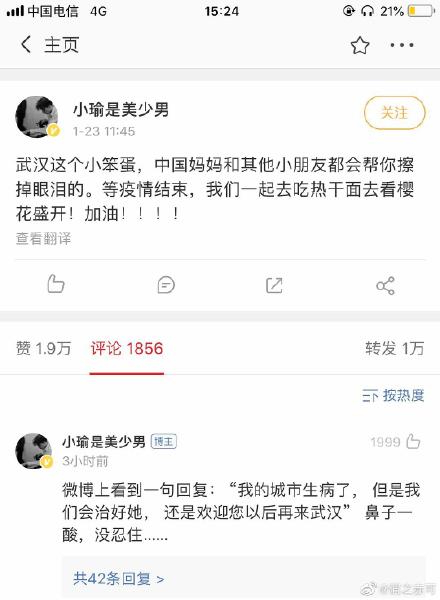 中国电信 4G 15:24 21%
主页
小瑜是美少男
1-23 11:45
关注
武汉这个小笨蛋，中国妈妈和其他小朋友都会帮你擦
掉眼泪的。等疫情结束，我们一起去吃热干面去看樱
花盛开！加油！！！！
查看翻译
赞 1.9万 评论 1856 转发 1万
按热度
小瑜是美少男 博主 1999
3小时前
微博上看到一句回复：“我的城市生病了，但是我
们会治好她，还是欢迎您以后再来武汉” 鼻子一
酸，没忍住......
共42条回复 >